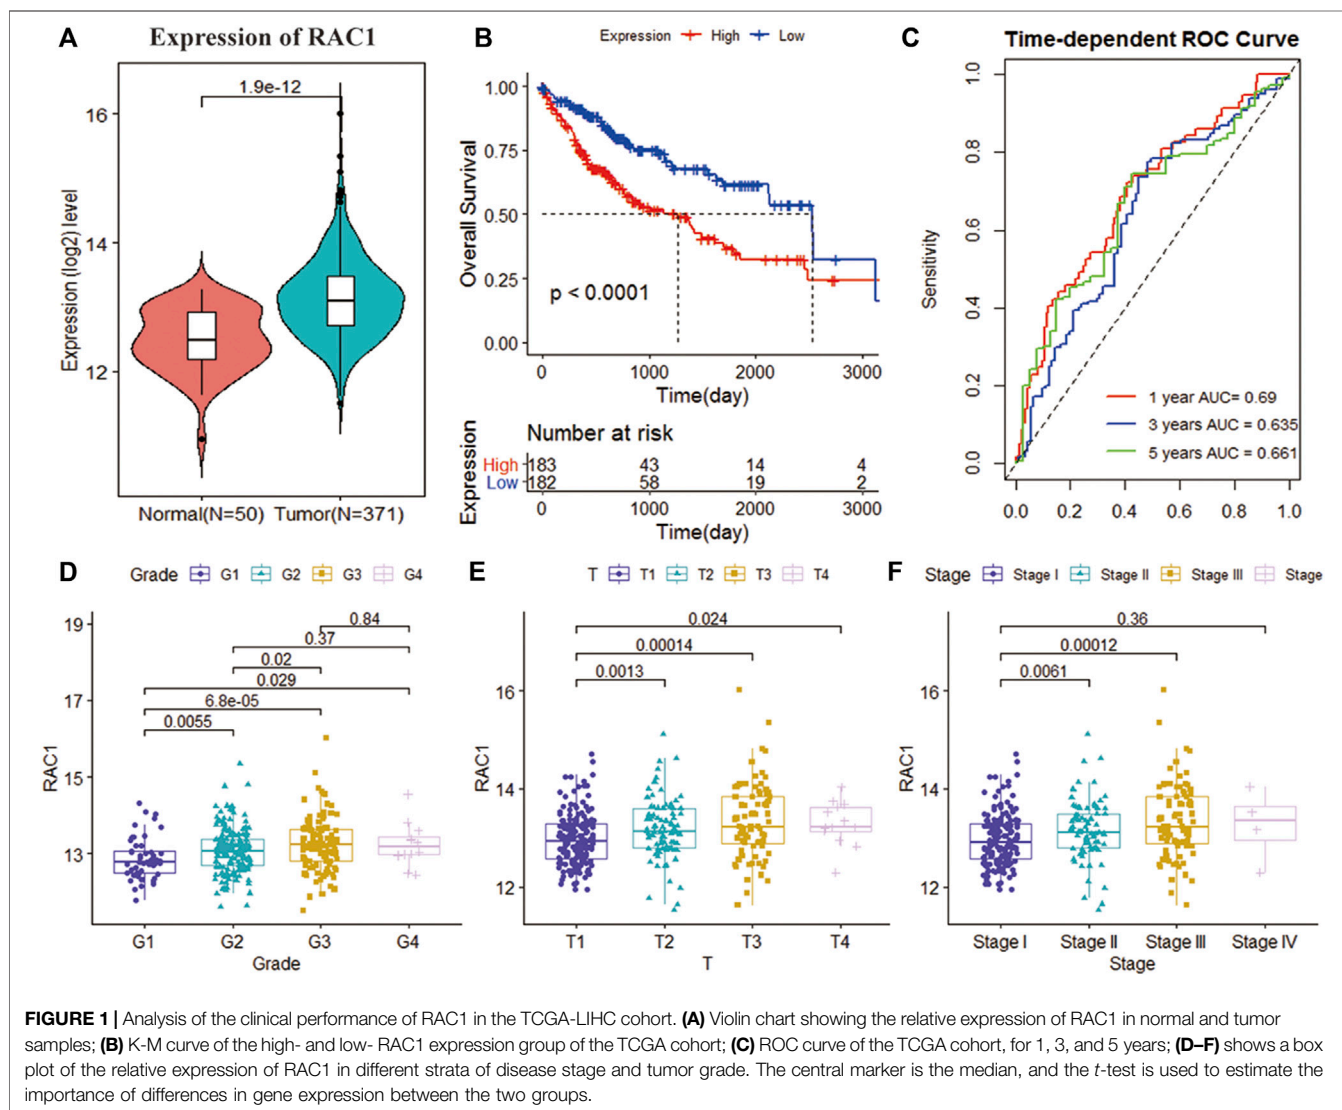 A
Expression of RAC1
1.9e-12
Expression (log2) level
16
14
12
Normal(N=50) Tumor(N=371)
B
Expression High Low
Overall Survival
1.00
0.75
0.50
0.25
0.00
p < 0.0001
0 1000 2000 3000
Time(day)
Number at risk
Expression
High 183 43 14 4
Low 182 58 19 2
0 1000 2000 3000
Time(day)
C
Time-dependent ROC Curve
Sensitivity
1.0
0.8
0.6
0.4
0.2
0.0
1 year AUC= 0.69
3 years AUC = 0.635
5 years AUC = 0.661
0.0 0.2 0.4 0.6 0.8 1.0
D
Grade G1 G2 G3 G4
RAC1
19
17
15
13
0.84
0.37
0.02
0.029
6.8e-05
0.0055
G1 G2 G3 G4
Grade
E
T T1 T2 T3 T4
RAC1
16
14
12
0.024
0.00014
0.0013
T1 T2 T3 T4
T
F
Stage Stage I Stage II Stage III Stage
RAC1
16
14
12
0.36
0.00012
0.0061
Stage I Stage II Stage III Stage IV
Stage
FIGURE 1 | Analysis of the clinical performance of RAC1 in the TCGA-LIHC cohort. (A) Violin chart showing the relative expression of RAC1 in normal and tumor
samples; (B) K-M curve of the high- and low- RAC1 expression group of the TCGA cohort; (C) ROC curve of the TCGA cohort, for 1, 3, and 5 years; (D–F) shows a box
plot of the relative expression of RAC1 in different strata of disease stage and tumor grade. The central marker is the median, and the t-test is used to estimate the
importance of differences in gene expression between the two groups.